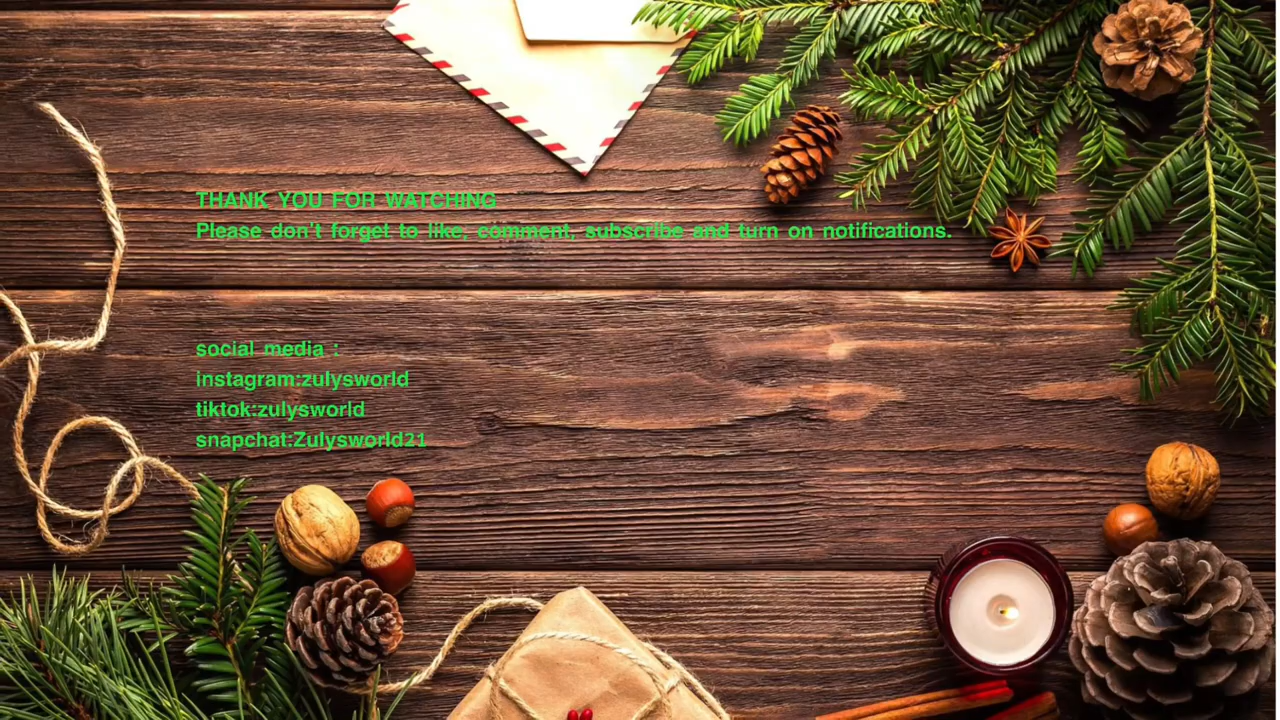 THANK YOU FOR WATCHING
Please don't forget to like, comment, subscribe and turn on notifications.
social media :
instagram:zulysworld
tiktok:zulysworld
snapchat:Zulysworld21